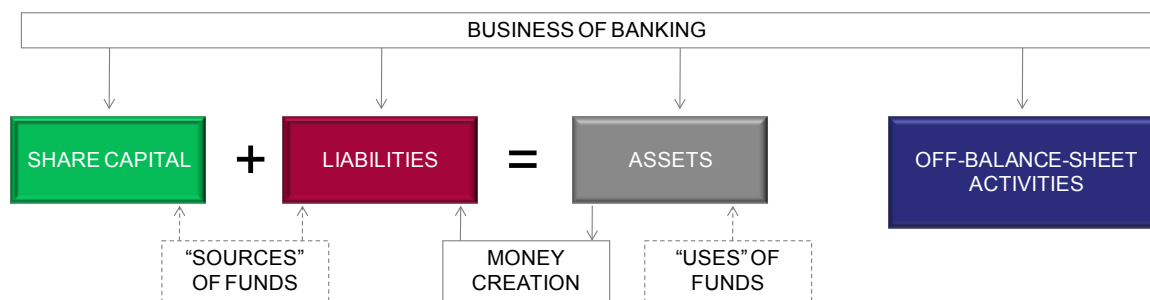 BUSINESS OF BANKING
SHARE CAPITAL + LIABILITIES = ASSETS
OFF-BALANCE-SHEET
ACTIVITIES
“SOURCES”
OF FUNDS
MONEY
CREATION
“USES” OF
FUNDS